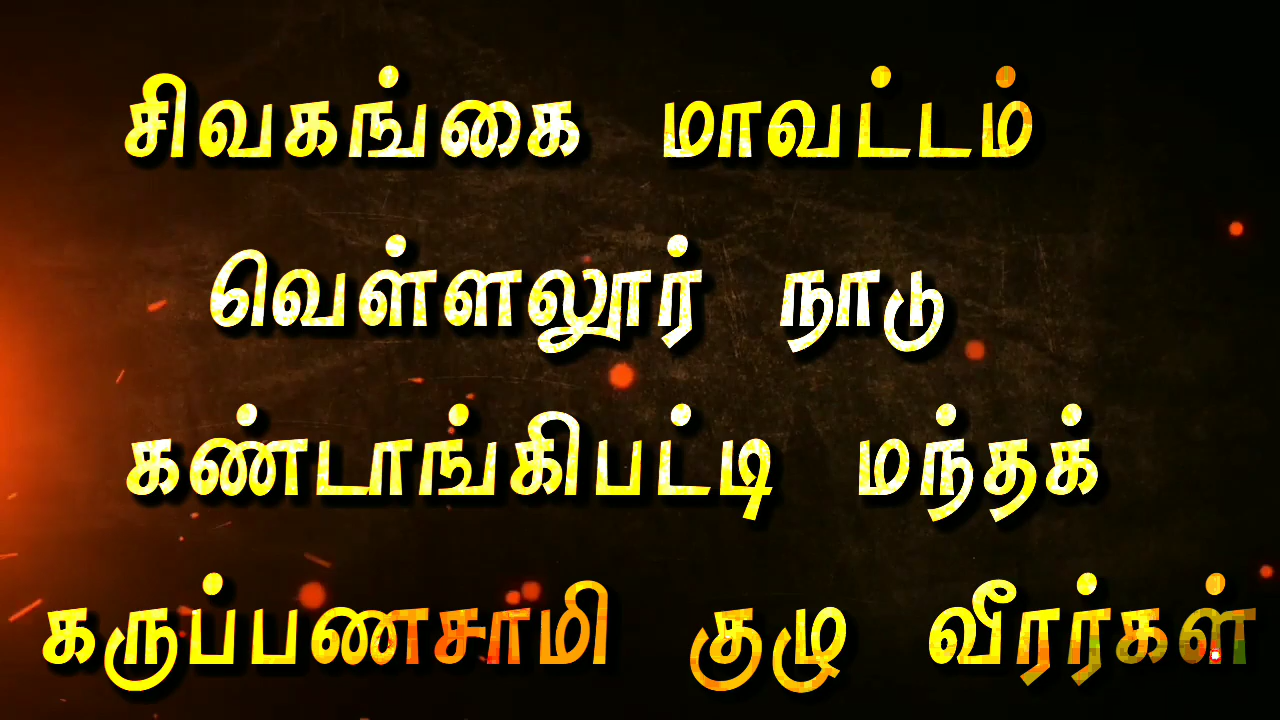 சிவகங்கை மாவட்டம்
வெள்ளலூர் நாடு
கண்டாங்கிபட்டி மந்தக்
கருப்பணசாமி குழு வீரர்கள்